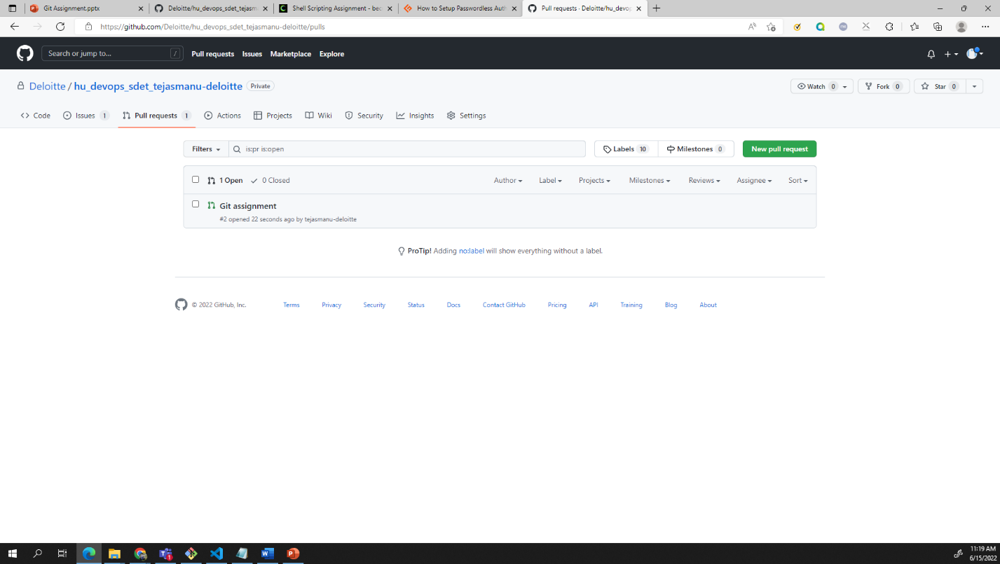 Git Assignment.pptx
Deloitte/hu_devops_sdet_tejasm
Shell Scripting Assignment - bec
How to Setup Passwordless Auth
Pull requests · Deloitte/hu_devop
https://github.com/Deloitte/hu_devops_sdet_tejasmanu-deloitte/pulls
Search or jump to... /
Pull requests Issues Marketplace Explore
Deloitte / hu_devops_sdet_tejasmanu-deloitte Private
Watch 0 Fork 0 Star 0
Code Issues 1 Pull requests 1 Actions Projects Wiki Security Insights Settings
Filters is:pr is:open Labels 10 Milestones 0 New pull request
1 Open 0 Closed Author Label Projects Milestones Reviews Assignee Sort
Git assignment
#2 opened 22 seconds ago by tejasmanu-deloitte
ProTip! Adding no:label will show everything without a label.
© 2022 GitHub, Inc. Terms Privacy Security Status Docs Contact GitHub Pricing API Training Blog About
11:19 AM
6/15/2022